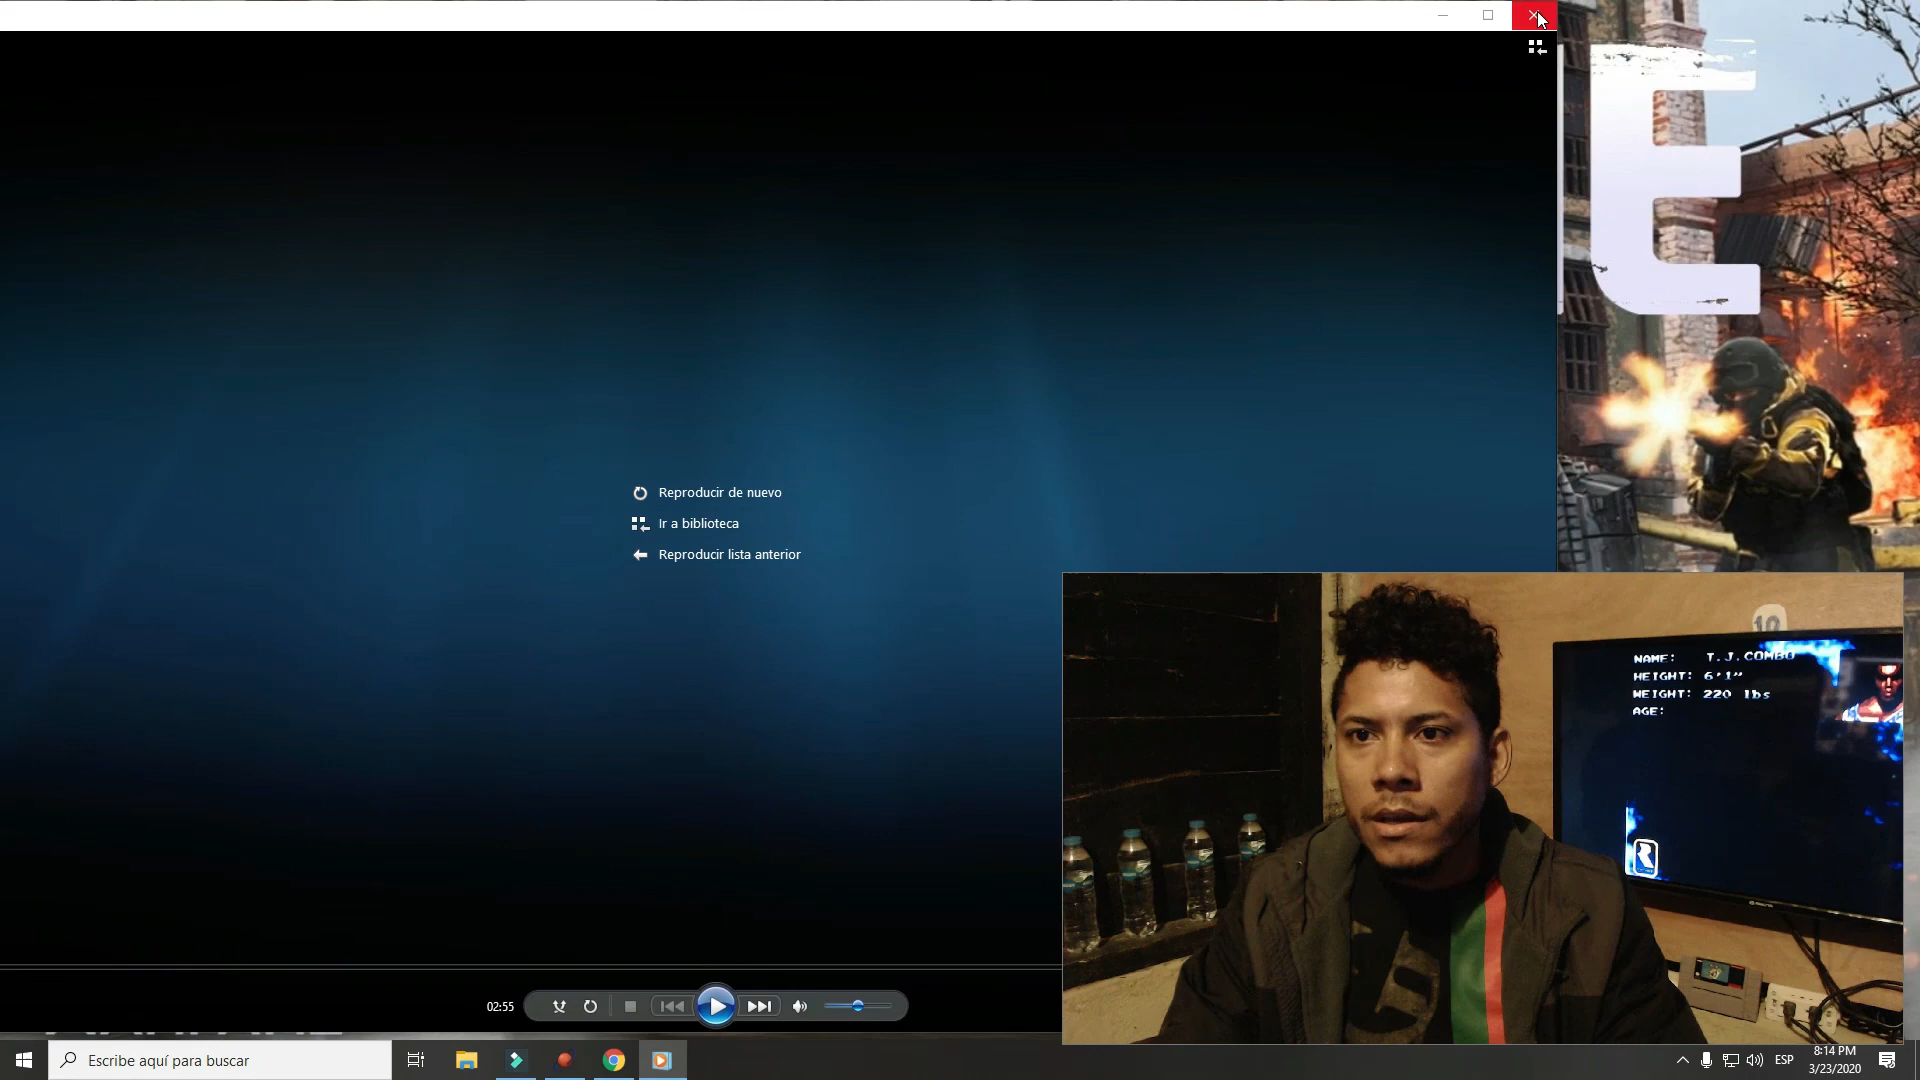 E
Reproducir de nuevo
Ir a biblioteca
Reproducir lista anterior
10
NAME: T.J.COMBO
HEIGHT: 6'1"
WEIGHT: 220 lbs
AGE:
02:55
Escribe aquí para buscar
ESP
8:14 PM
3/23/2020